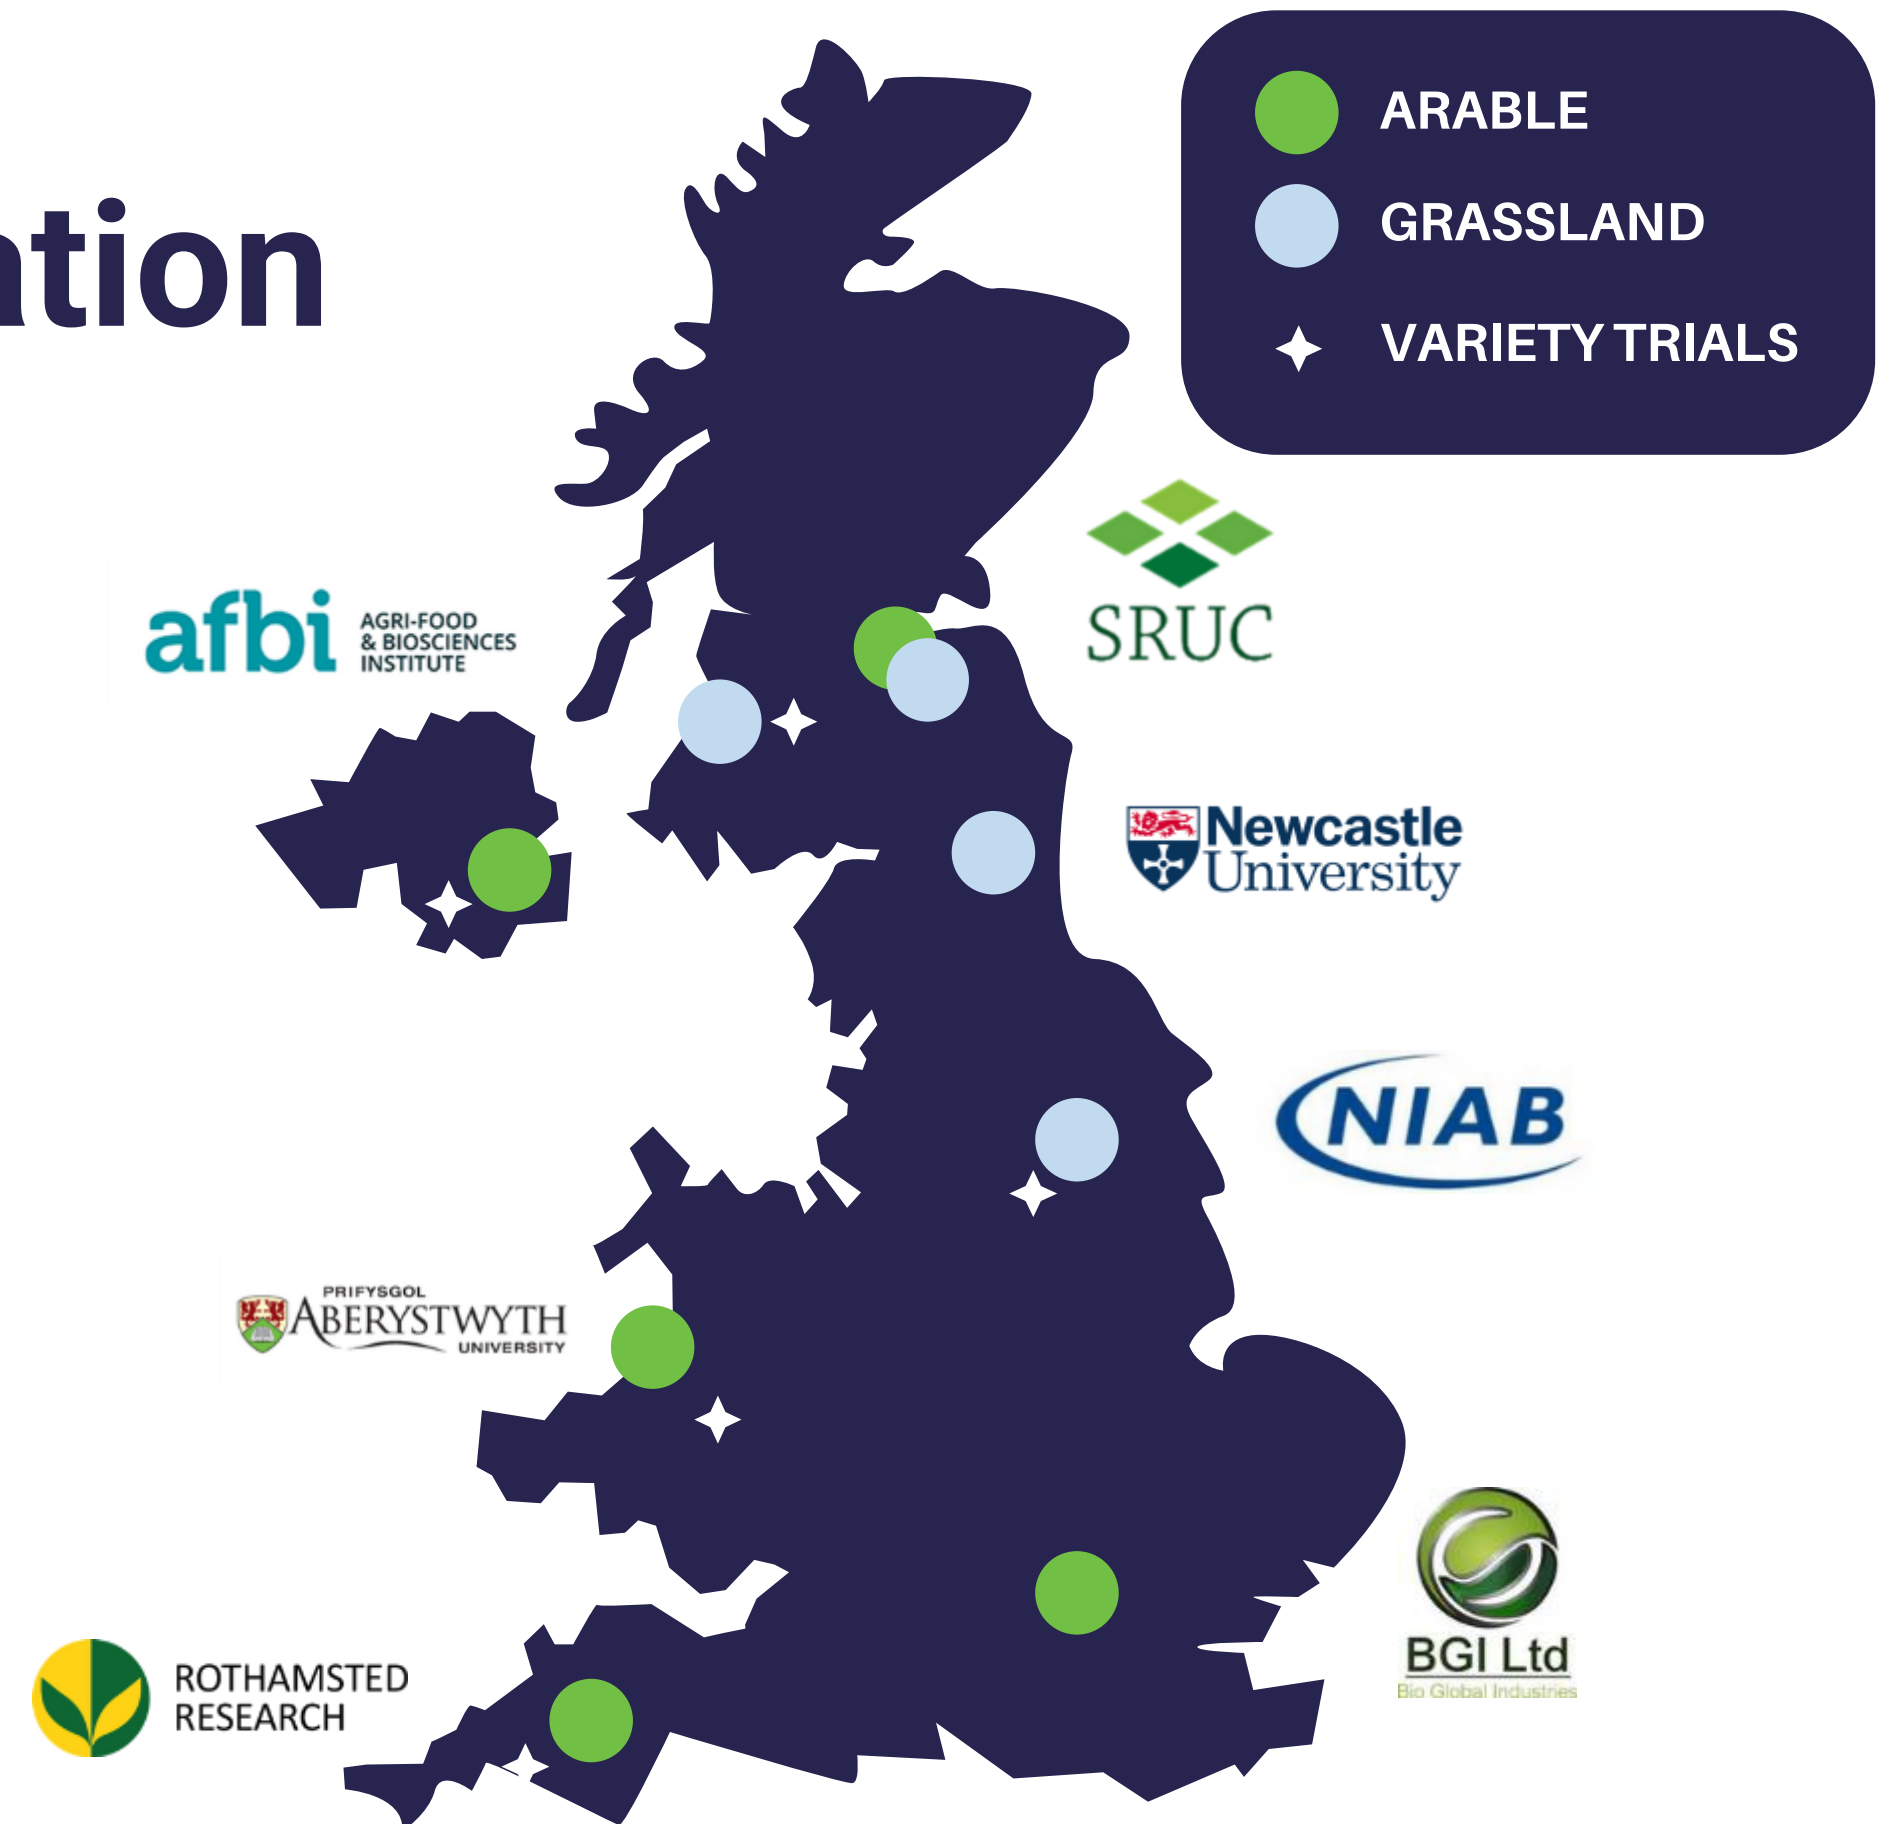 ation
ARABLE
GRASSLAND
VARIETY TRIALS
SRUC
afbi
AGRI-FOOD
& BIOSCIENCES
INSTITUTE
Newcastle
University
NIAB
PRIFYSGOL
ABERYSTWYTH
UNIVERSITY
BGI Ltd
Bio Global Industries
ROTHAMSTED
RESEARCH